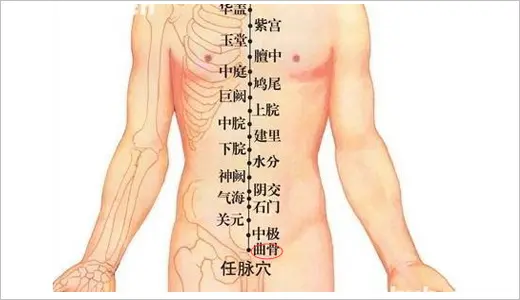 华盖
紫宫
玉堂
膻中
中庭
鸠尾
巨阙
上脘
中脘
建里
下脘
水分
神阙
阴交
气海
石门
关元
中极
曲骨
任脉穴